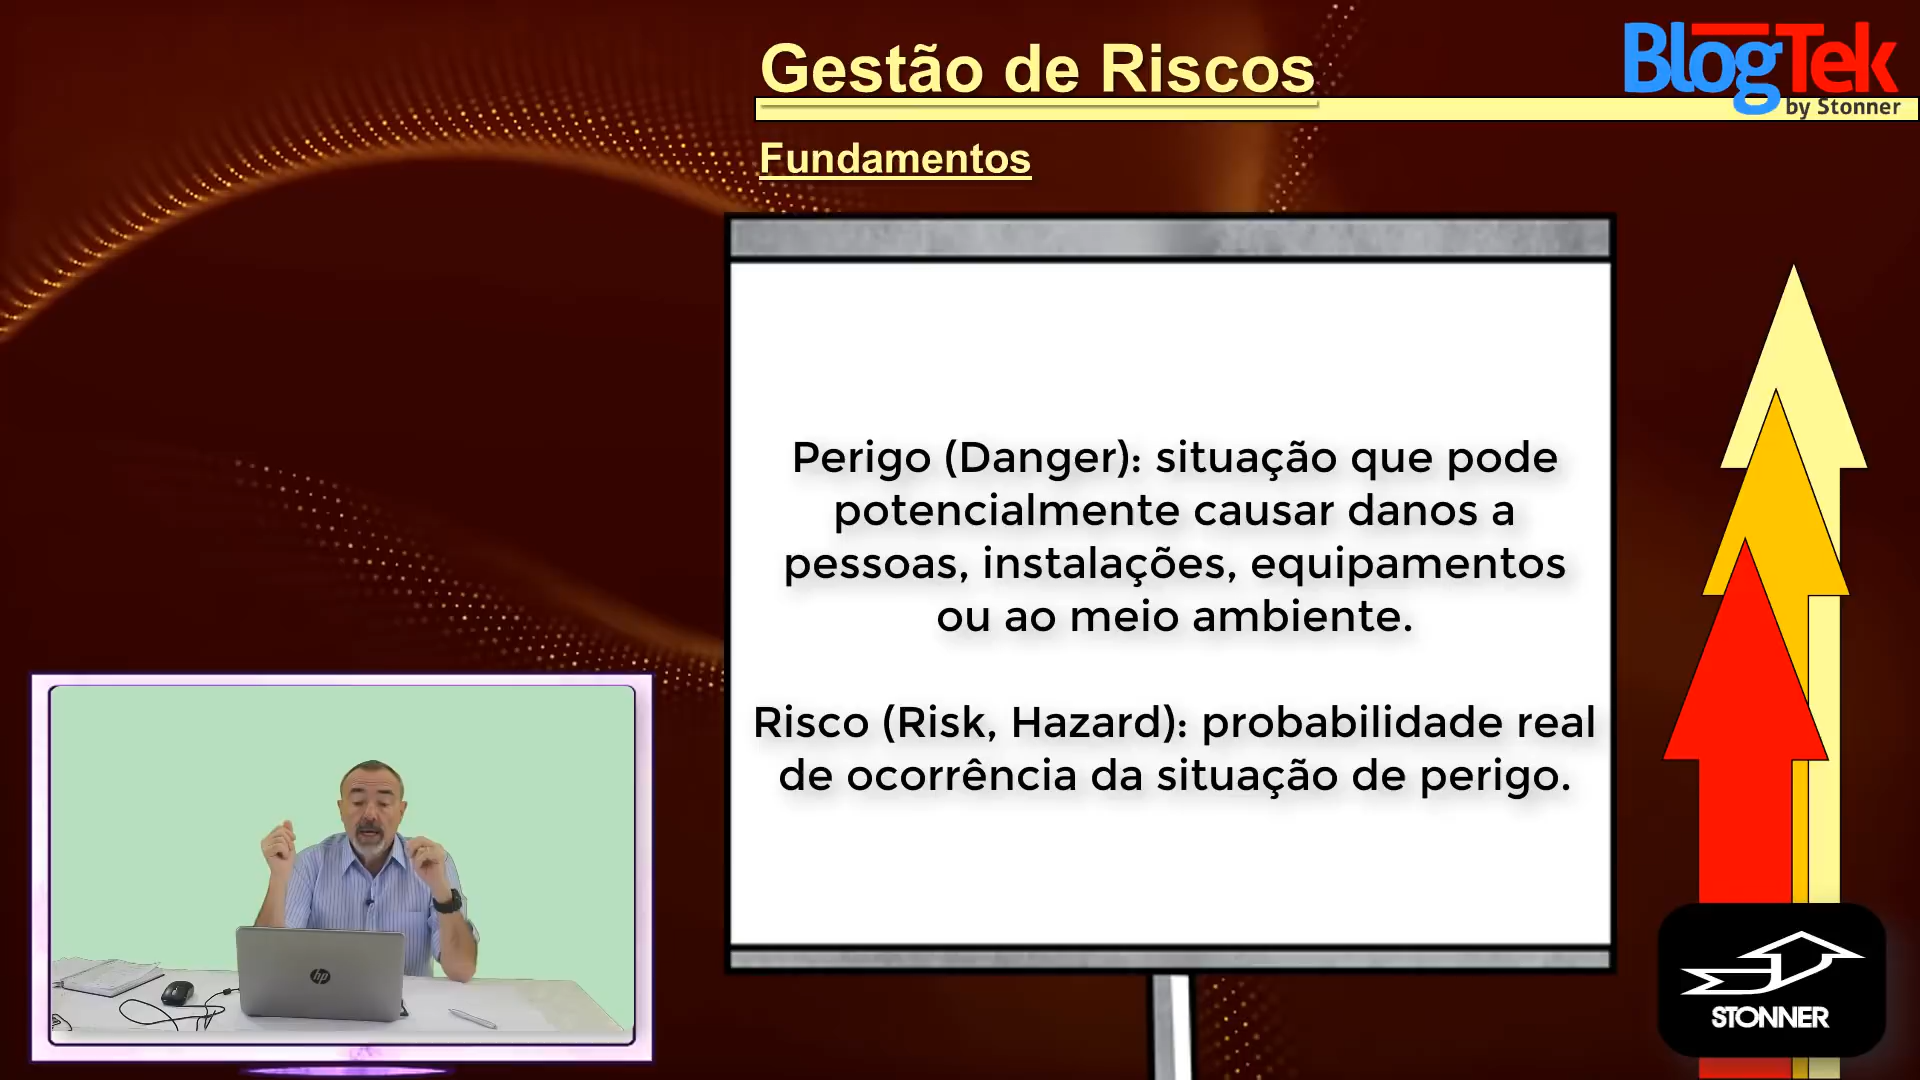 Gestão de Riscos
BlogTek
by Stonner
Fundamentos
Perigo (Danger): situação que pode
potencialmente causar danos a
pessoas, instalações, equipamentos
ou ao meio ambiente.
Risco (Risk, Hazard): probabilidade real
de ocorrência da situação de perigo.
hp
STONNER